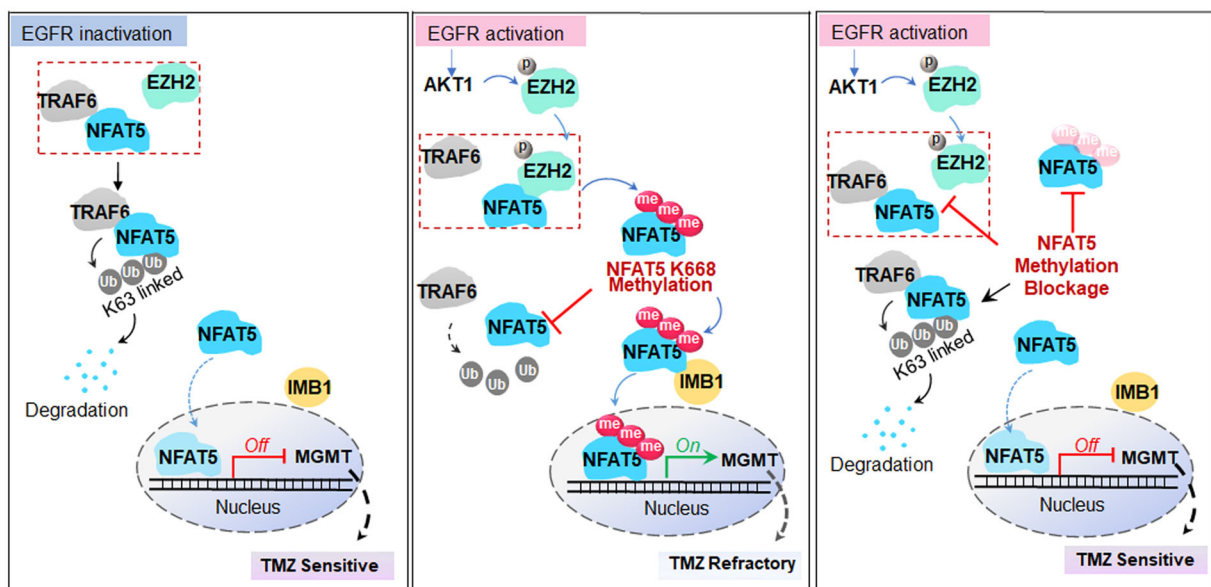 EGFR inactivation
EZH2
TRAF6
NFAT5
TRAF6
NFAT5
Ub Ub Ub
K63 linked
NFAT5
Degradation
IMB1
NFAT5
Off
MGMT
Nucleus
TMZ Sensitive
EGFR activation
p
AKT1
EZH2
p
TRAF6
EZH2
NFAT5
me me me
NFAT5
NFAT5 K668
Methylation
TRAF6
NFAT5
Ub Ub Ub
me me me
NFAT5
IMB1
me me me
NFAT5
On
MGMT
Nucleus
TMZ Refractory
EGFR activation
p
AKT1
EZH2
p
EZH2
TRAF6
NFAT5
me me me
NFAT5
NFAT5
Methylation
Blockage
TRAF6
NFAT5
Ub Ub Ub
K63 linked
NFAT5
Degradation
IMB1
NFAT5
Off
MGMT
Nucleus
TMZ Sensitive